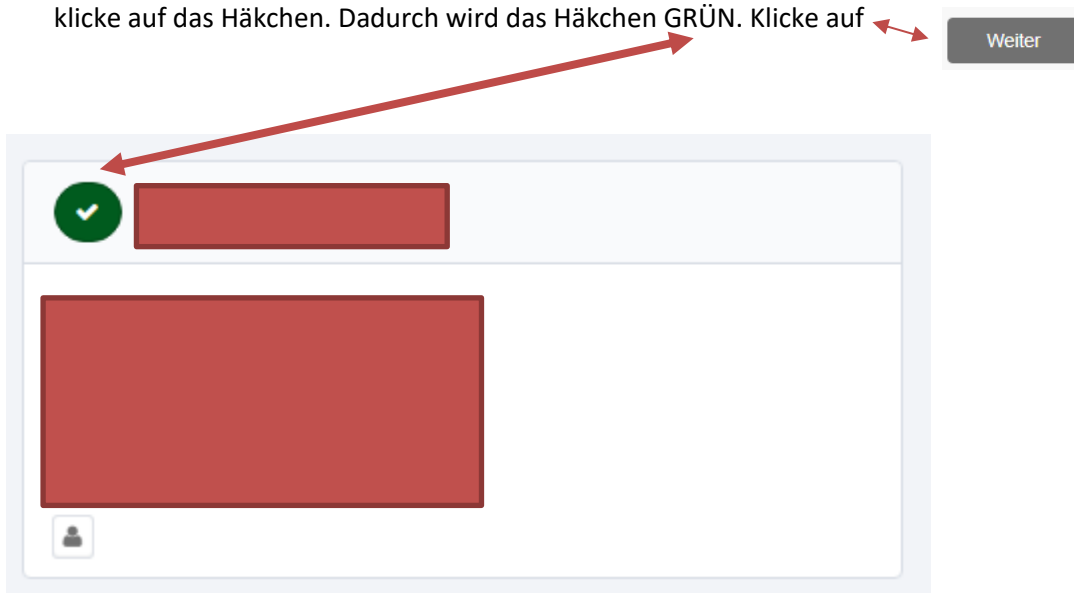 klicke auf das Häkchen. Dadurch wird das Häkchen GRÜN. Klicke auf
Weiter